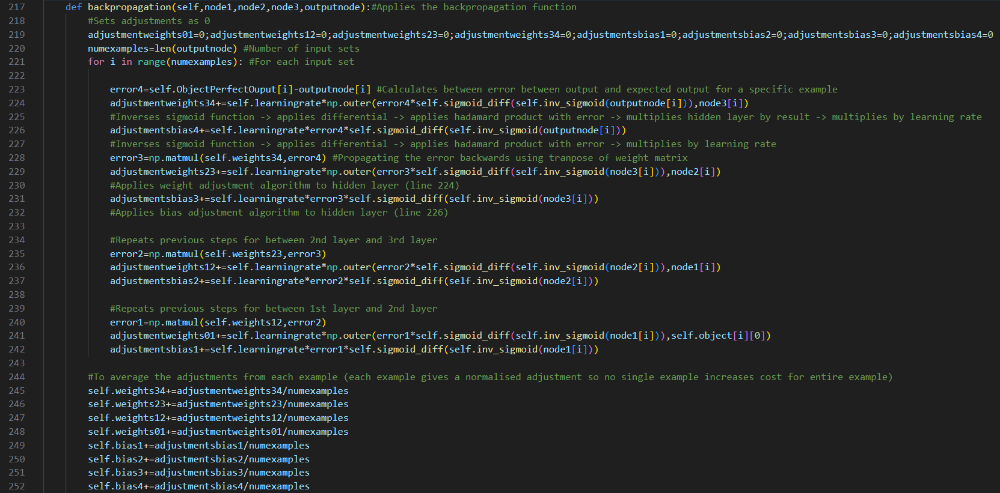 217 def backpropagation(self,node1,node2,node3,outputnode):#Applies the backpropagation function
218 #Sets adjustments as 0
219 adjustmentweights01=0;adjustmentweights12=0;adjustmentweights23=0;adjustmentweights34=0;adjustmentsbias1=0;adjustmentsbias2=0;adjustmentsbias3=0;adjustmentsbias4=0
220 numexamples=len(outputnode) #Number of input sets
221 for i in range(numexamples): #For each input set
222
223 error4=self.ObjectPerfectOuput[i]-outputnode[i] #Calculates between error between output and expected output for a specific example
224 adjustmentweights34+=self.learningrate*np.outer(error4*self.sigmoid_diff(self.inv_sigmoid(outputnode[i])),node3[i])
225 #Inverses sigmoid function -> applies differential -> applies hadamard product with error -> multiplies hidden layer by result -> multiplies by learning rate
226 adjustmentsbias4+=self.learningrate*error4*self.sigmoid_diff(self.inv_sigmoid(outputnode[i]))
227 #Inverses sigmoid function -> applies differential -> applies hadamard product with error -> multiplies by learning rate
228 error3=np.matmul(self.weights34,error4) #Propagating the error backwards using tranpose of weight matrix
229 adjustmentweights23+=self.learningrate*np.outer(error3*self.sigmoid_diff(self.inv_sigmoid(node3[i])),node2[i])
230 #Applies weight adjustment algorithm to hidden layer (line 224)
231 adjustmentsbias3+=self.learningrate*error3*self.sigmoid_diff(self.inv_sigmoid(node3[i]))
232 #Applies bias adjustment algorithm to hidden layer (line 226)
233
234 #Repeats previous steps for between 2nd layer and 3rd layer
235 error2=np.matmul(self.weights23,error3)
236 adjustmentweights12+=self.learningrate*np.outer(error2*self.sigmoid_diff(self.inv_sigmoid(node2[i])),node1[i])
237 adjustmentsbias2+=self.learningrate*error2*self.sigmoid_diff(self.inv_sigmoid(node2[i]))
238
239 #Repeats previous steps for between 1st layer and 2nd layer
240 error1=np.matmul(self.weights12,error2)
241 adjustmentweights01+=self.learningrate*np.outer(error1*self.sigmoid_diff(self.inv_sigmoid(node1[i])),self.object[i][0])
242 adjustmentsbias1+=self.learningrate*error1*self.sigmoid_diff(self.inv_sigmoid(node1[i]))
243
244 #To average the adjustments from each example (each example gives a normalised adjustment so no single example increases cost for entire example)
245 self.weights34+=adjustmentweights34/numexamples
246 self.weights23+=adjustmentweights23/numexamples
247 self.weights12+=adjustmentweights12/numexamples
248 self.weights01+=adjustmentweights01/numexamples
249 self.bias1+=adjustmentsbias1/numexamples
250 self.bias2+=adjustmentsbias2/numexamples
251 self.bias3+=adjustmentsbias3/numexamples
252 self.bias4+=adjustmentsbias4/numexamples